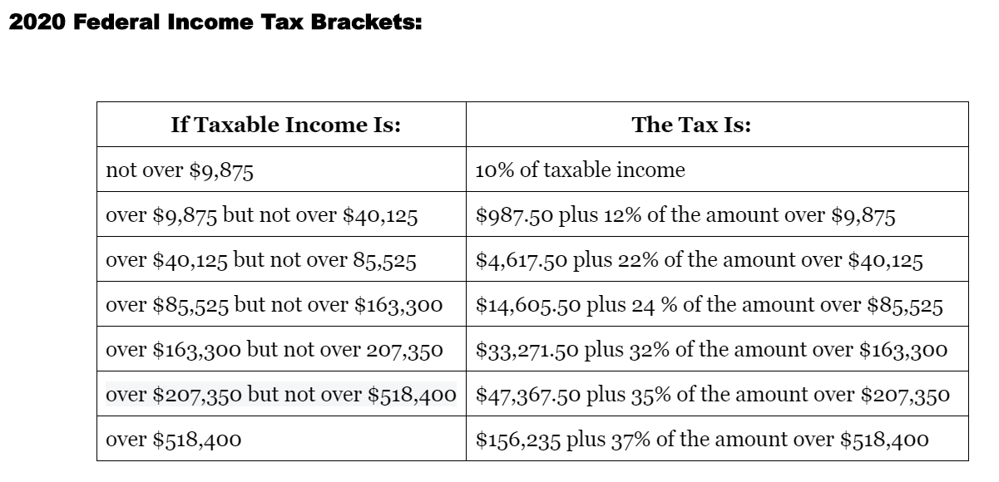 2020 Federal Income Tax Brackets:
If Taxable Income Is: The Tax Is:
not over $9,875 10% of taxable income
over $9,875 but not over $40,125 $987.50 plus 12% of the amount over $9,875
over $40,125 but not over 85,525 $4,617.50 plus 22% of the amount over $40,125
over $85,525 but not over $163,300 $14,605.50 plus 24 % of the amount over $85,525
over $163,300 but not over 207,350 $33,271.50 plus 32% of the amount over $163,300
over $207,350 but not over $518,400 $47,367.50 plus 35% of the amount over $207,350
over $518,400 $156,235 plus 37% of the amount over $518,400